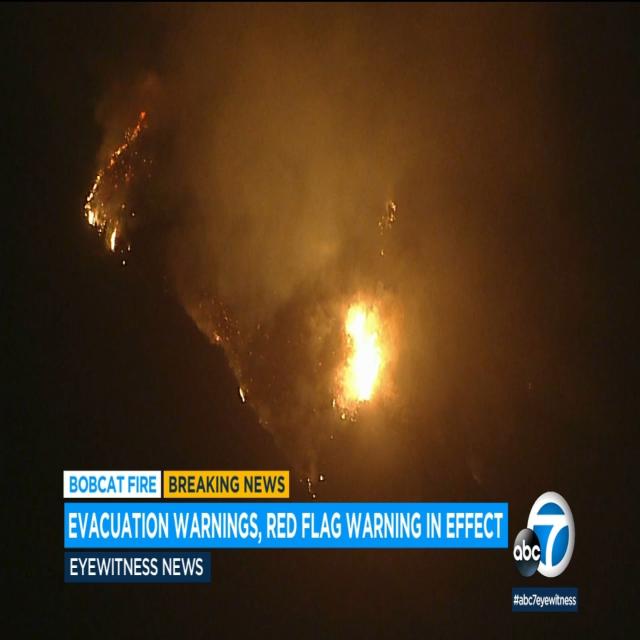 BOBCAT FIRE BREAKING NEWS
EVACUATION WARNINGS, RED FLAG WARNING IN EFFECT
EYEWITNESS NEWS
abc 7
#abc7eyewitness